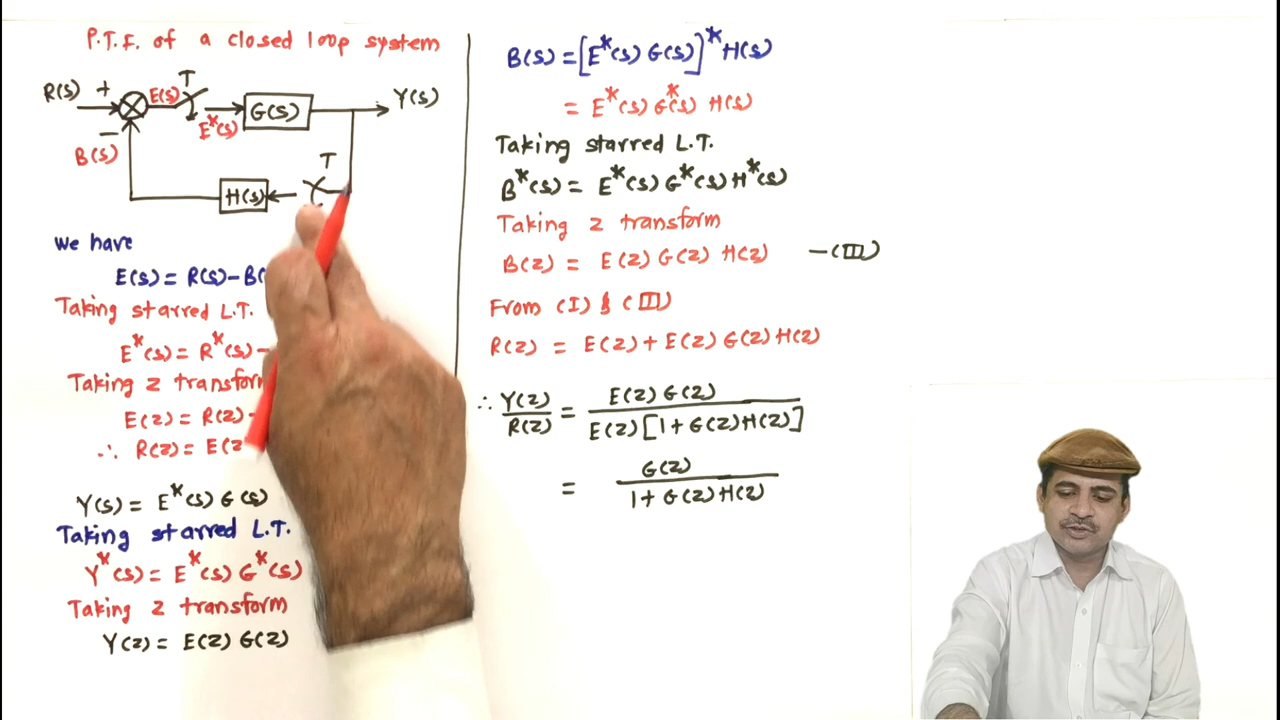 P.T.F. of a closed loop system
R(s) + E(s) T E*(s) G(s) Y(s)
− B(s)
H(s) T
We have
E(s) = R(s) − B(
Taking starred L.T.
E*(s) = R*(s) −
Taking z transform
E(z) = R(z) -
∴ R(z) = E(z
Y(s) = E*(s) G(s)
Taking starred L.T.
Y*(s) = E*(s) G*(s)
Taking z transform
Y(z) = E(z) G(z)
B(s) = [E*(s) G(s)]* H(s)
= E*(s) G*(s) H(s)
Taking starred L.T.
B*(s) = E*(s) G*(s) H*(s)
Taking z transform
B(z) = E(z) G(z) H(z) —(III)
From (I) & (III)
R(z) = E(z) + E(z) G(z) H(z)
∴ Y(z)/R(z) = E(z) G(z) / E(z) [1 + G(z) H(z)]
= G(z) / 1 + G(z) H(z)